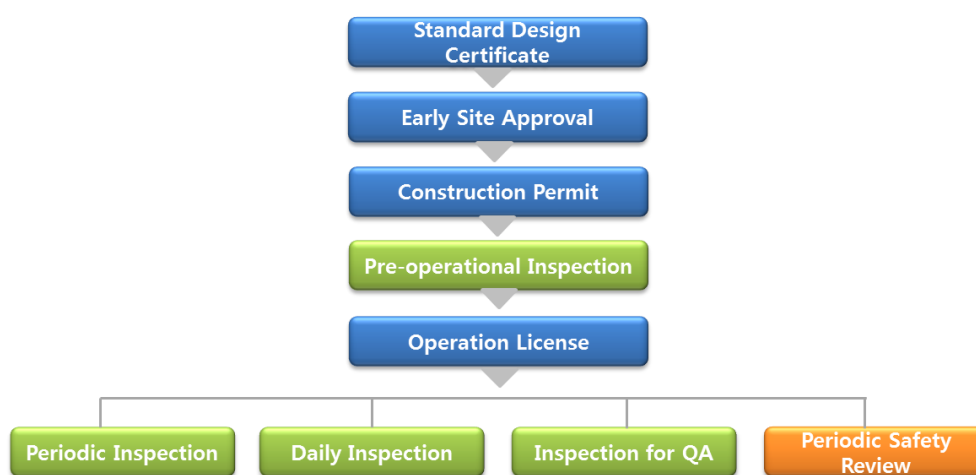 Standard Design
Certificate
Early Site Approval
Construction Permit
Pre-operational Inspection
Operation License
Periodic Inspection
Daily Inspection
Inspection for QA
Periodic Safety
Review